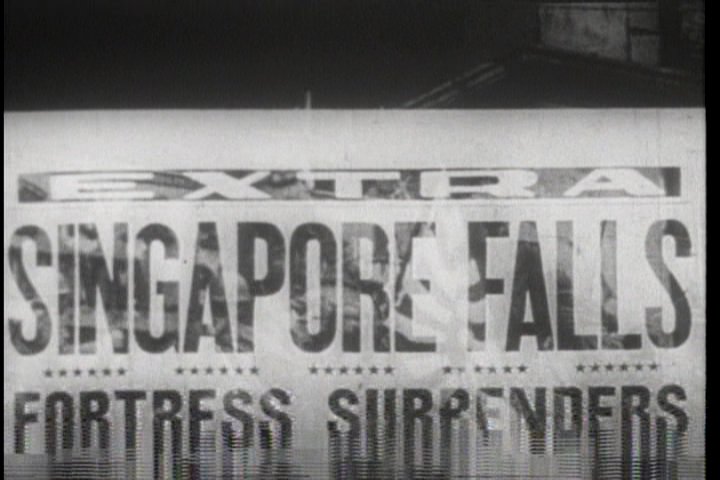 EXTRA
SINGAPORE FALLS
FORTRESS SURRENDERS